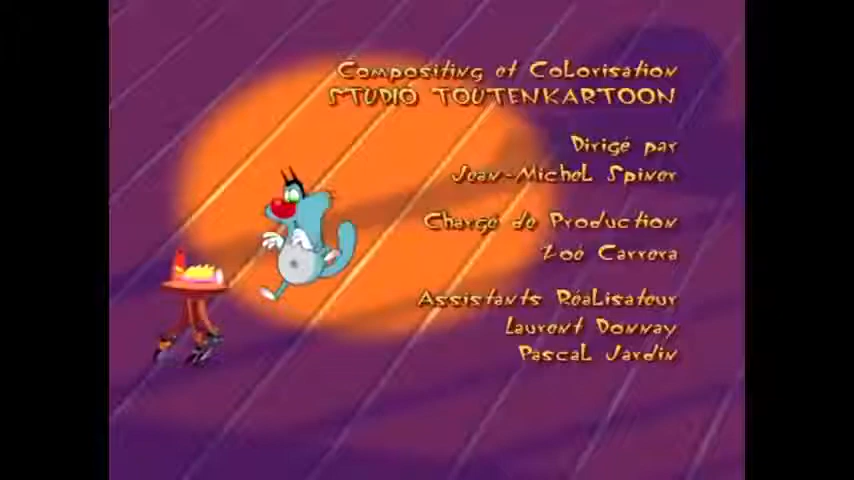 Compositing et Colorisation
STUDIO TOUTENKARTOON
Dirigé par
Jean-Michel Spiner
Chargé de Production
Zoé Carrera
Assistants Réalisateur
Laurent Donnay
Pascal Jardin